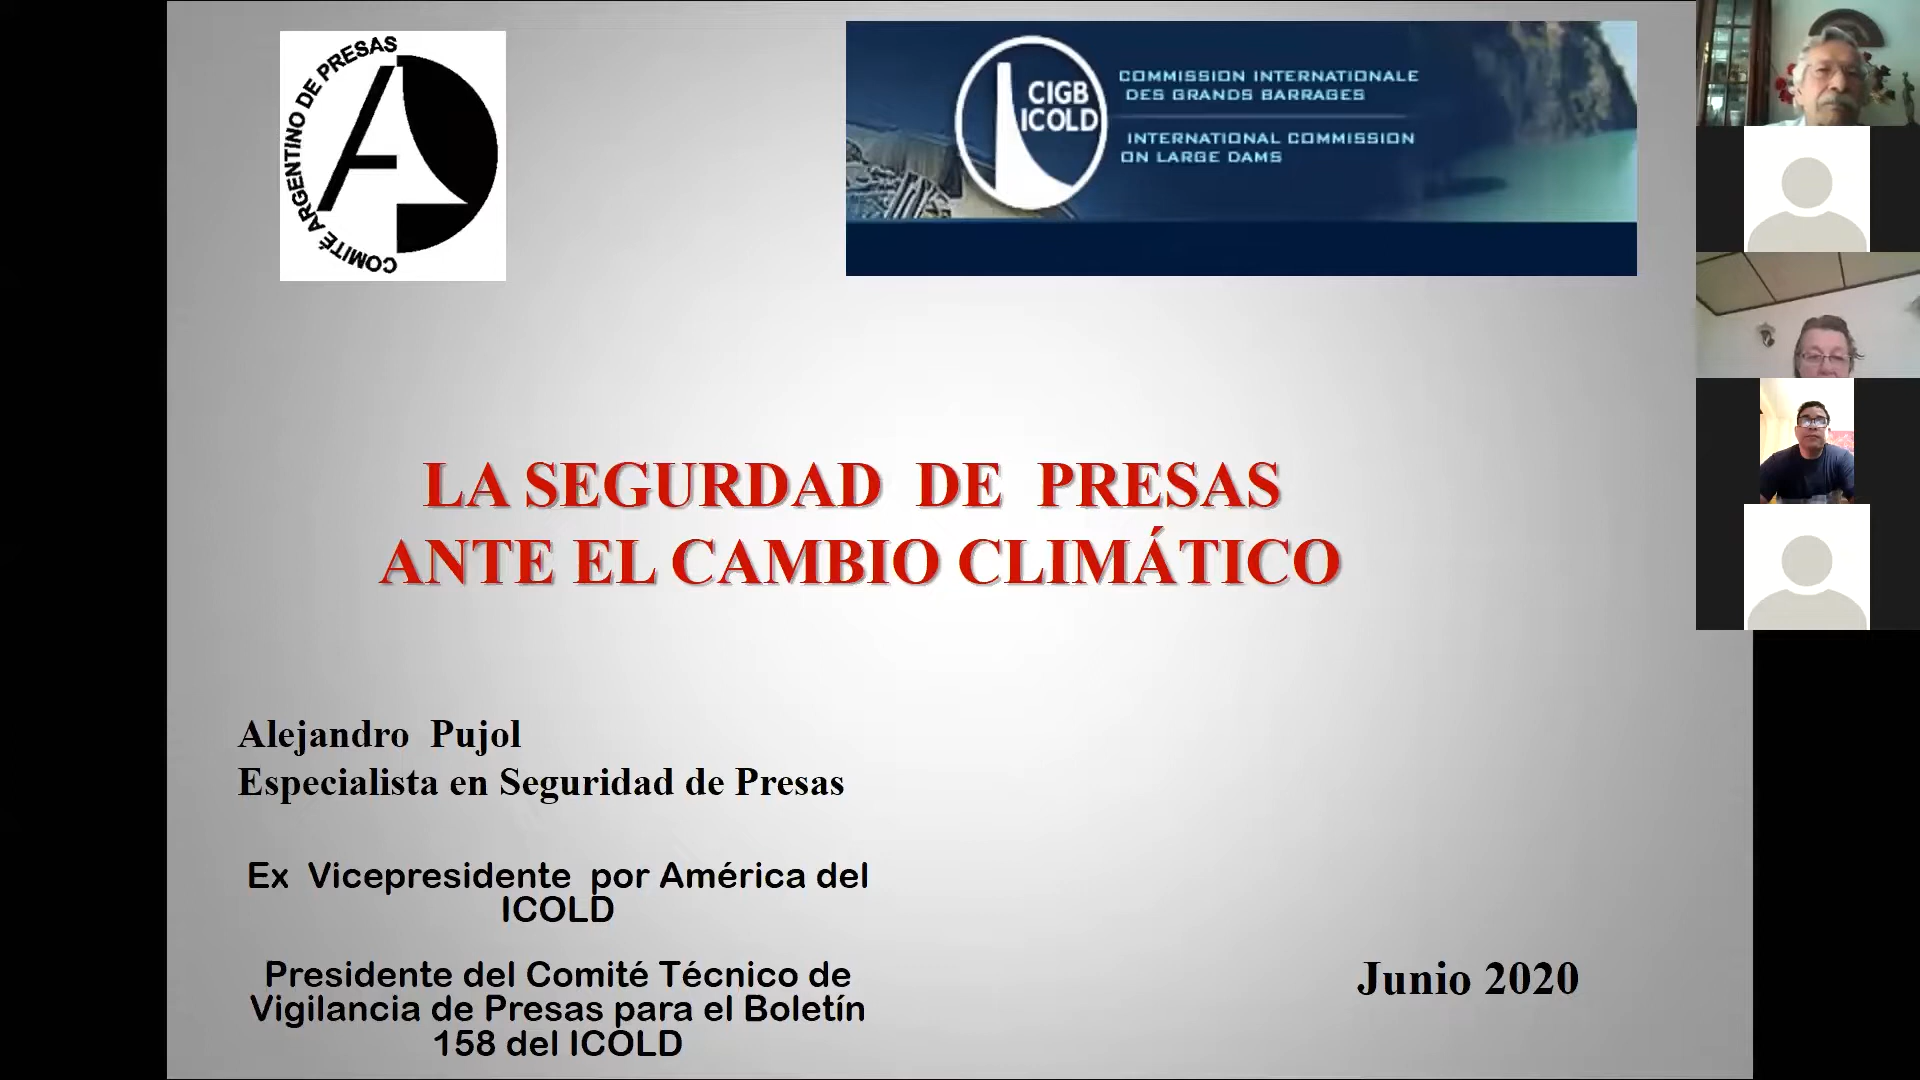 COMITÉ ARGENTINO DE PRESAS
CIGB
ICOLD
COMMISSION INTERNATIONALE
DES GRANDS BARRAGES
INTERNATIONAL COMMISSION
ON LARGE DAMS
LA SEGURDAD DE PRESAS
ANTE EL CAMBIO CLIMÁTICO
Alejandro Pujol
Especialista en Seguridad de Presas
Ex Vicepresidente por América del
ICOLD
Presidente del Comité Técnico de
Vigilancia de Presas para el Boletín
158 del ICOLD
Junio 2020